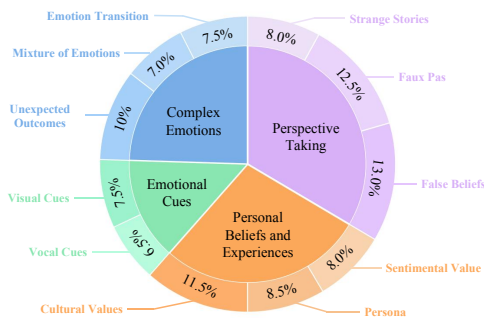 Emotion Transition
Strange Stories
7.5%
8.0%
Mixture of Emotions
7.0%
12.5%
Faux Pas
Unexpected
Outcomes
10%
Complex
Emotions
Perspective
Taking
Visual Cues
7.5%
Emotional
Cues
13.0%
False Beliefs
Vocal Cues
6.5%
Personal
Beliefs and
Experiences
8.0%
Sentimental Value
Cultural Values
11.5%
8.5%
Persona